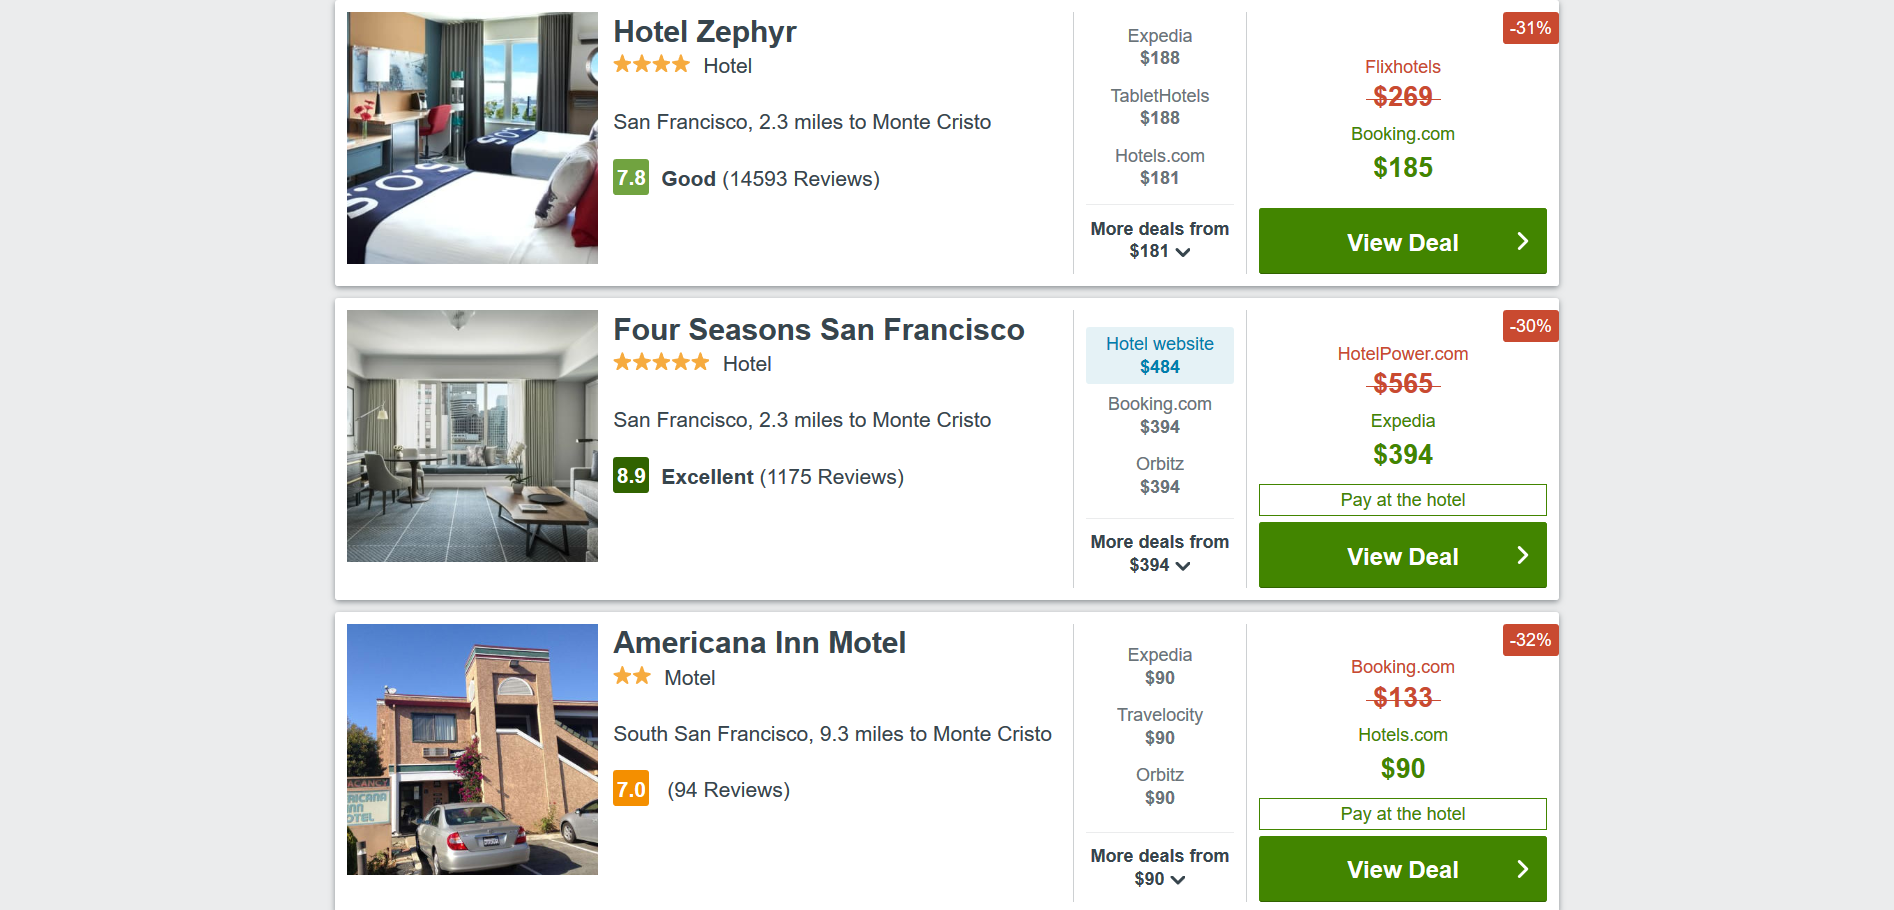 Hotel Zephyr
Hotel
San Francisco, 2.3 miles to Monte Cristo
7.8 Good (14593 Reviews)
Expedia
$188
TabletHotels
$188
Hotels.com
$181
More deals from
$181
-31%
Flixhotels
$269
Booking.com
$185
View Deal
Four Seasons San Francisco
Hotel
San Francisco, 2.3 miles to Monte Cristo
8.9 Excellent (1175 Reviews)
Hotel website
$484
Booking.com
$394
Orbitz
$394
More deals from
$394
-30%
HotelPower.com
$565
Expedia
$394
Pay at the hotel
View Deal
Americana Inn Motel
Motel
South San Francisco, 9.3 miles to Monte Cristo
7.0 (94 Reviews)
Expedia
$90
Travelocity
$90
Orbitz
$90
More deals from
$90
-32%
Booking.com
$133
Hotels.com
$90
Pay at the hotel
View Deal